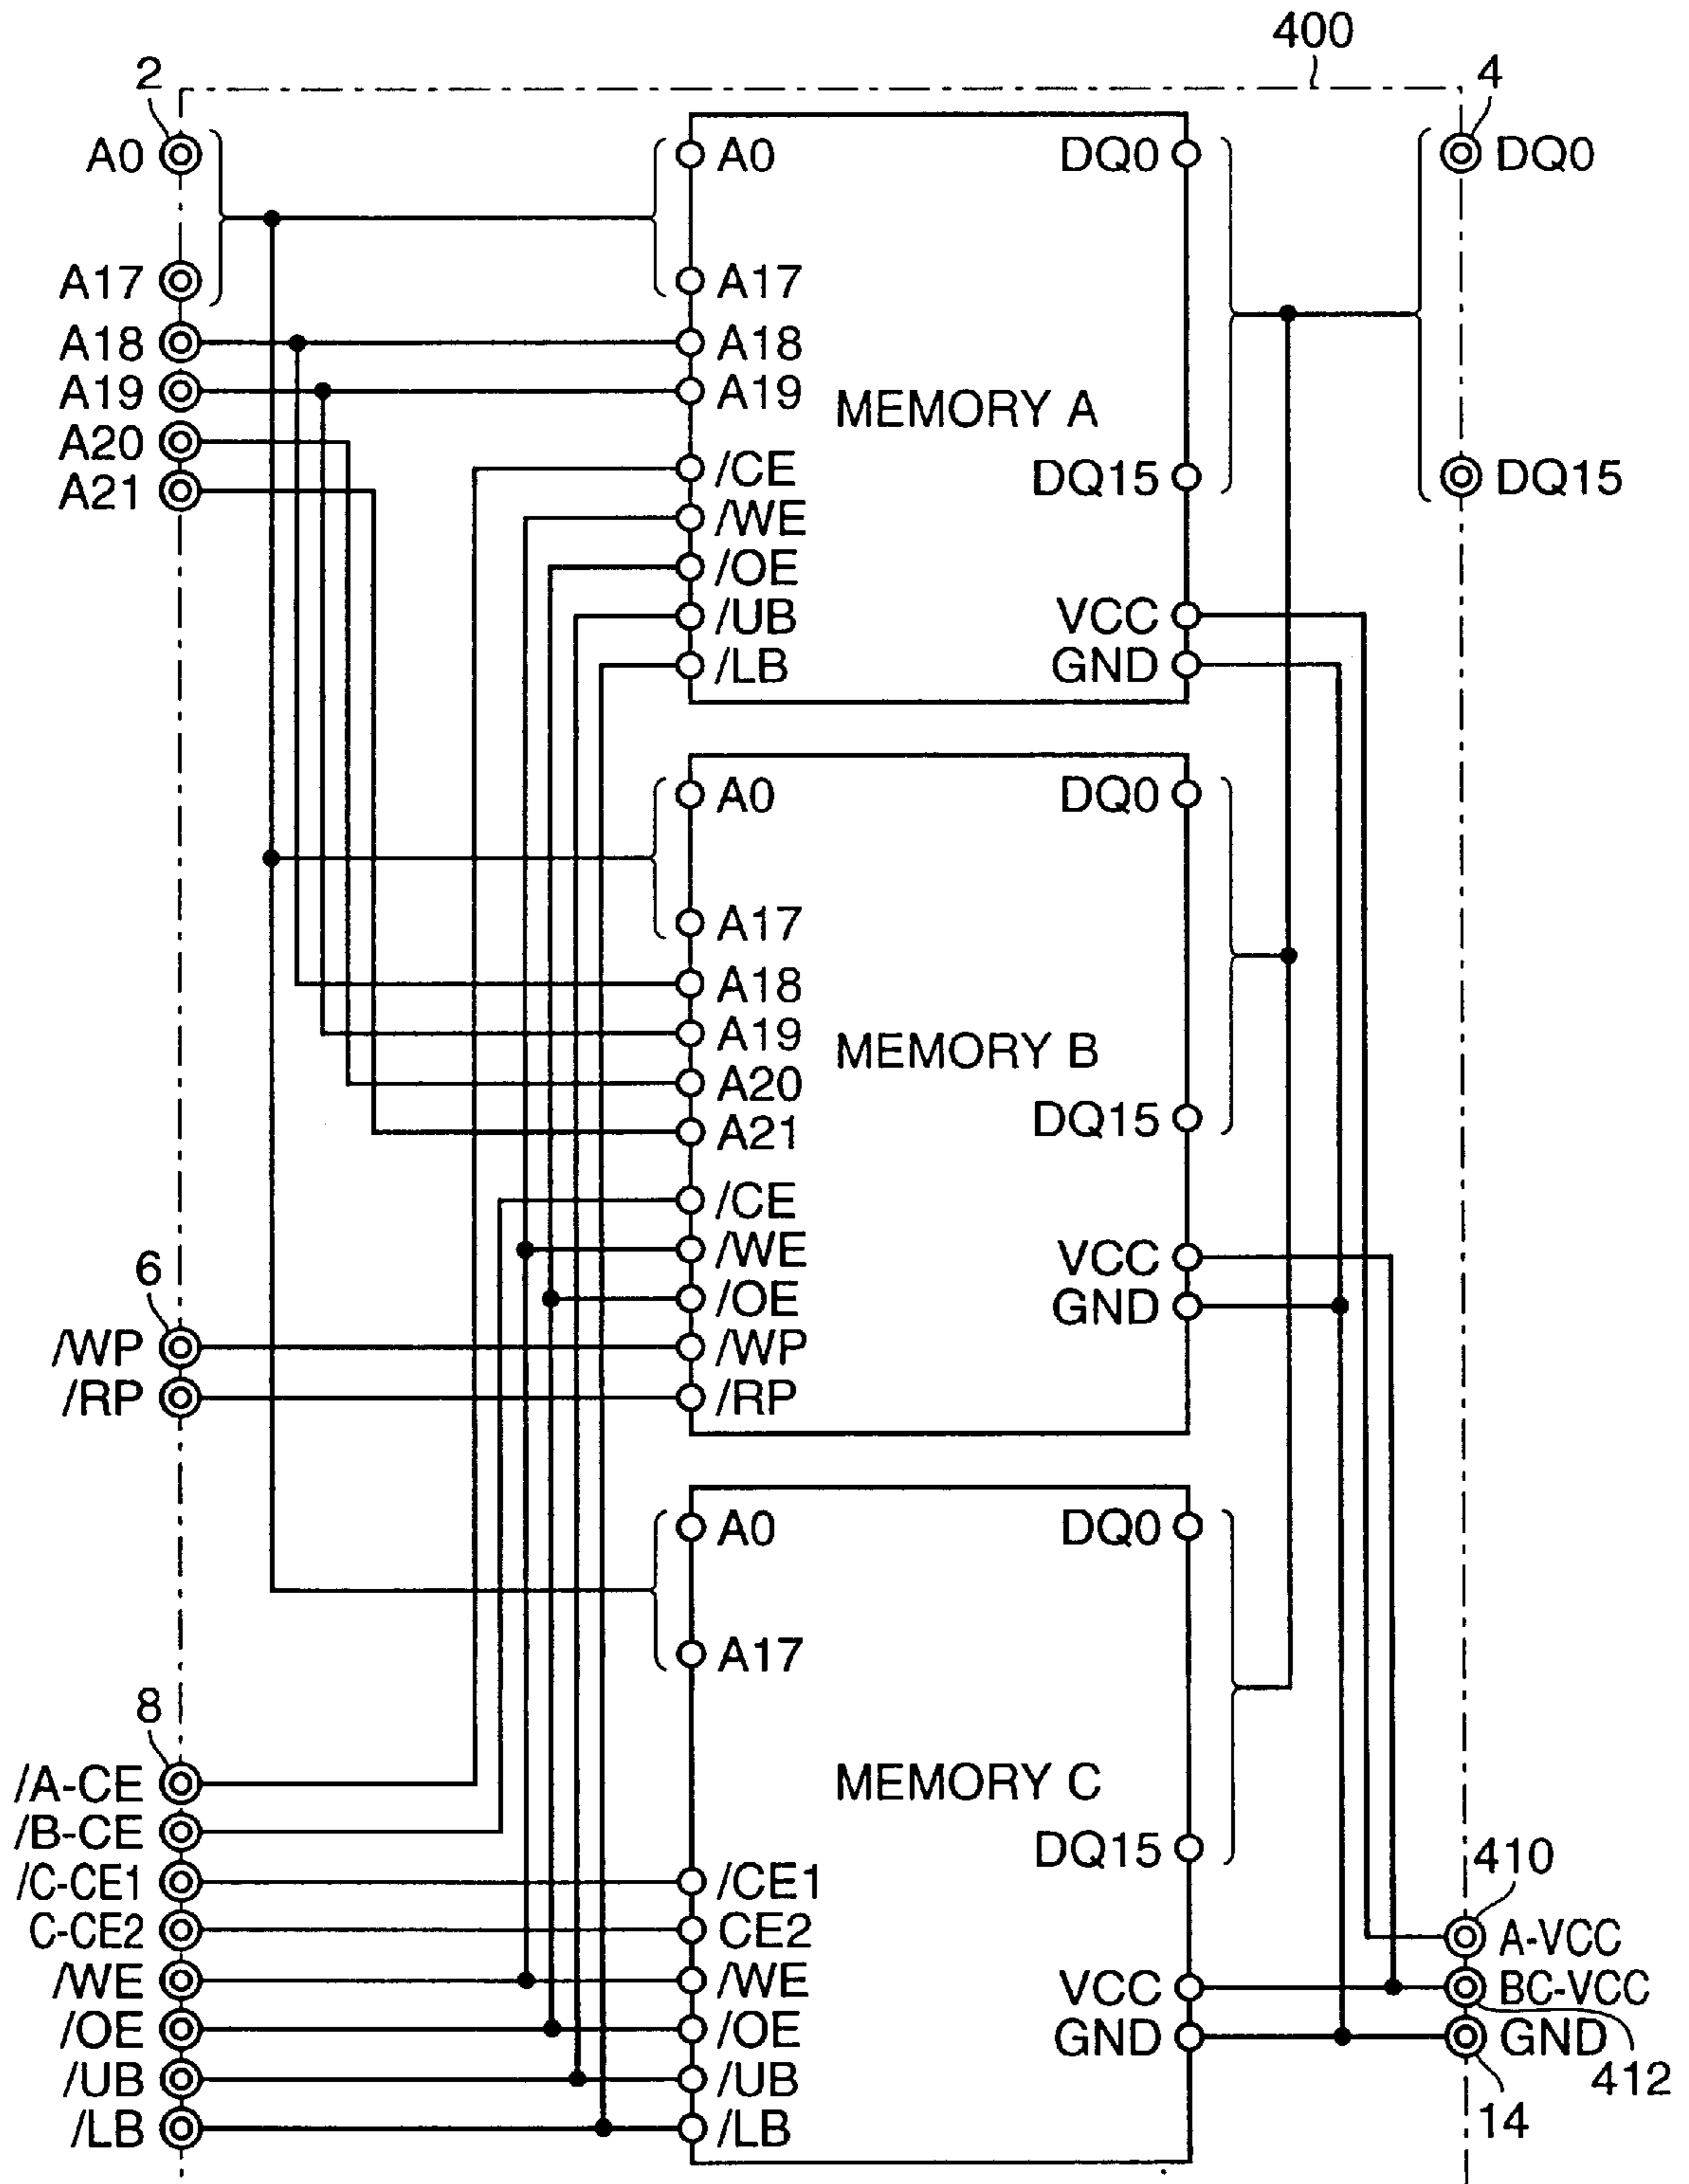 400
2
4
A0
A0
DQ0
DQ0
A17
A17
A18
A18
A19
A19
MEMORY A
A20
/CE
DQ15
DQ15
A21
/WE
/OE
/UB
VCC
/LB
GND
A0
DQ0
A17
A18
A19
MEMORY B
A20
A21
DQ15
/CE
/WE
VCC
6
/OE
GND
/WP
/WP
/RP
/RP
A0
DQ0
A17
8
/A-CE
MEMORY C
/B-CE
DQ15
410
/C-CE1
/CE1
C-CE2
CE2
A-VCC
/WE
/WE
VCC
BC-VCC
/OE
/OE
GND
GND
/UB
/UB
412
/LB
/LB
14